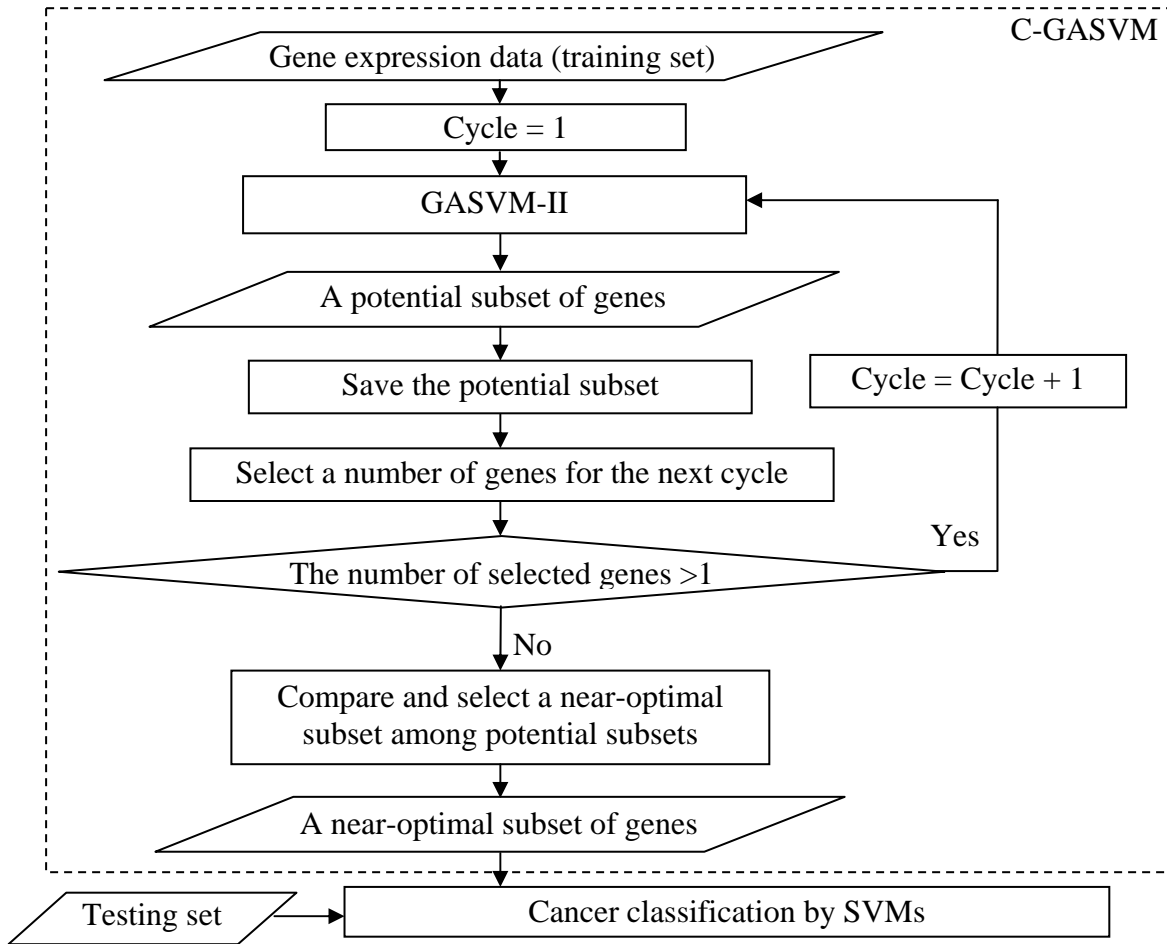 C-GASVM
Gene expression data (training set)
Cycle = 1
GASVM-II
A potential subset of genes
Save the potential subset
Cycle = Cycle + 1
Select a number of genes for the next cycle
Yes
The number of selected genes >1
No
Compare and select a near-optimal
subset among potential subsets
A near-optimal subset of genes
Testing set
Cancer classification by SVMs